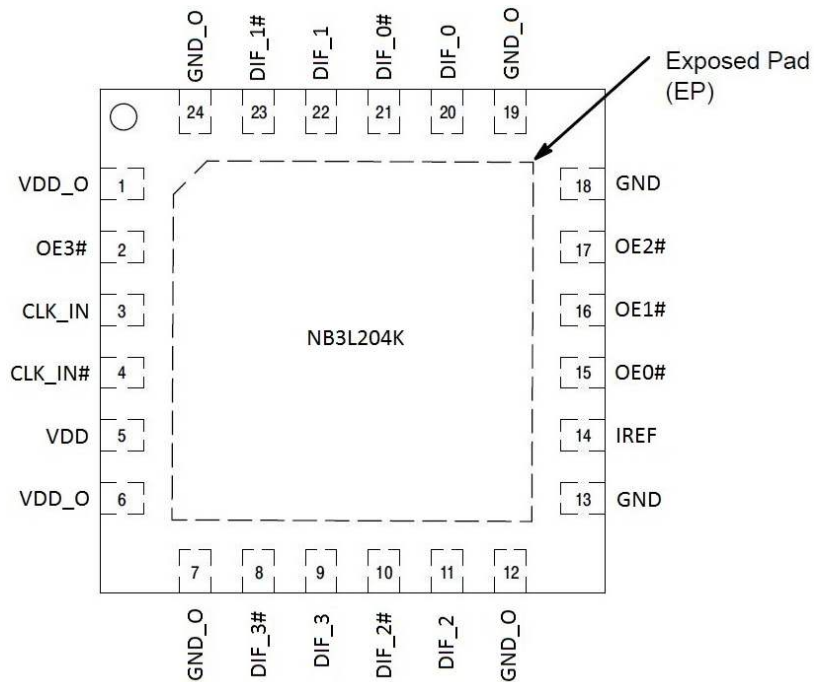 GND_O
DIF_1#
DIF_1
DIF_0#
DIF_0
GND_O
Exposed Pad
(EP)
24 23 22 21 20 19
VDD_O 1
18 GND
OE3# 2
17 OE2#
CLK_IN 3
16 OE1#
NB3L204K
CLK_IN# 4
15 OE0#
VDD 5
14 IREF
VDD_O 6
13 GND
7 8 9 10 11 12
GND_O
DIF_3#
DIF_3
DIF_2#
DIF_2
GND_O